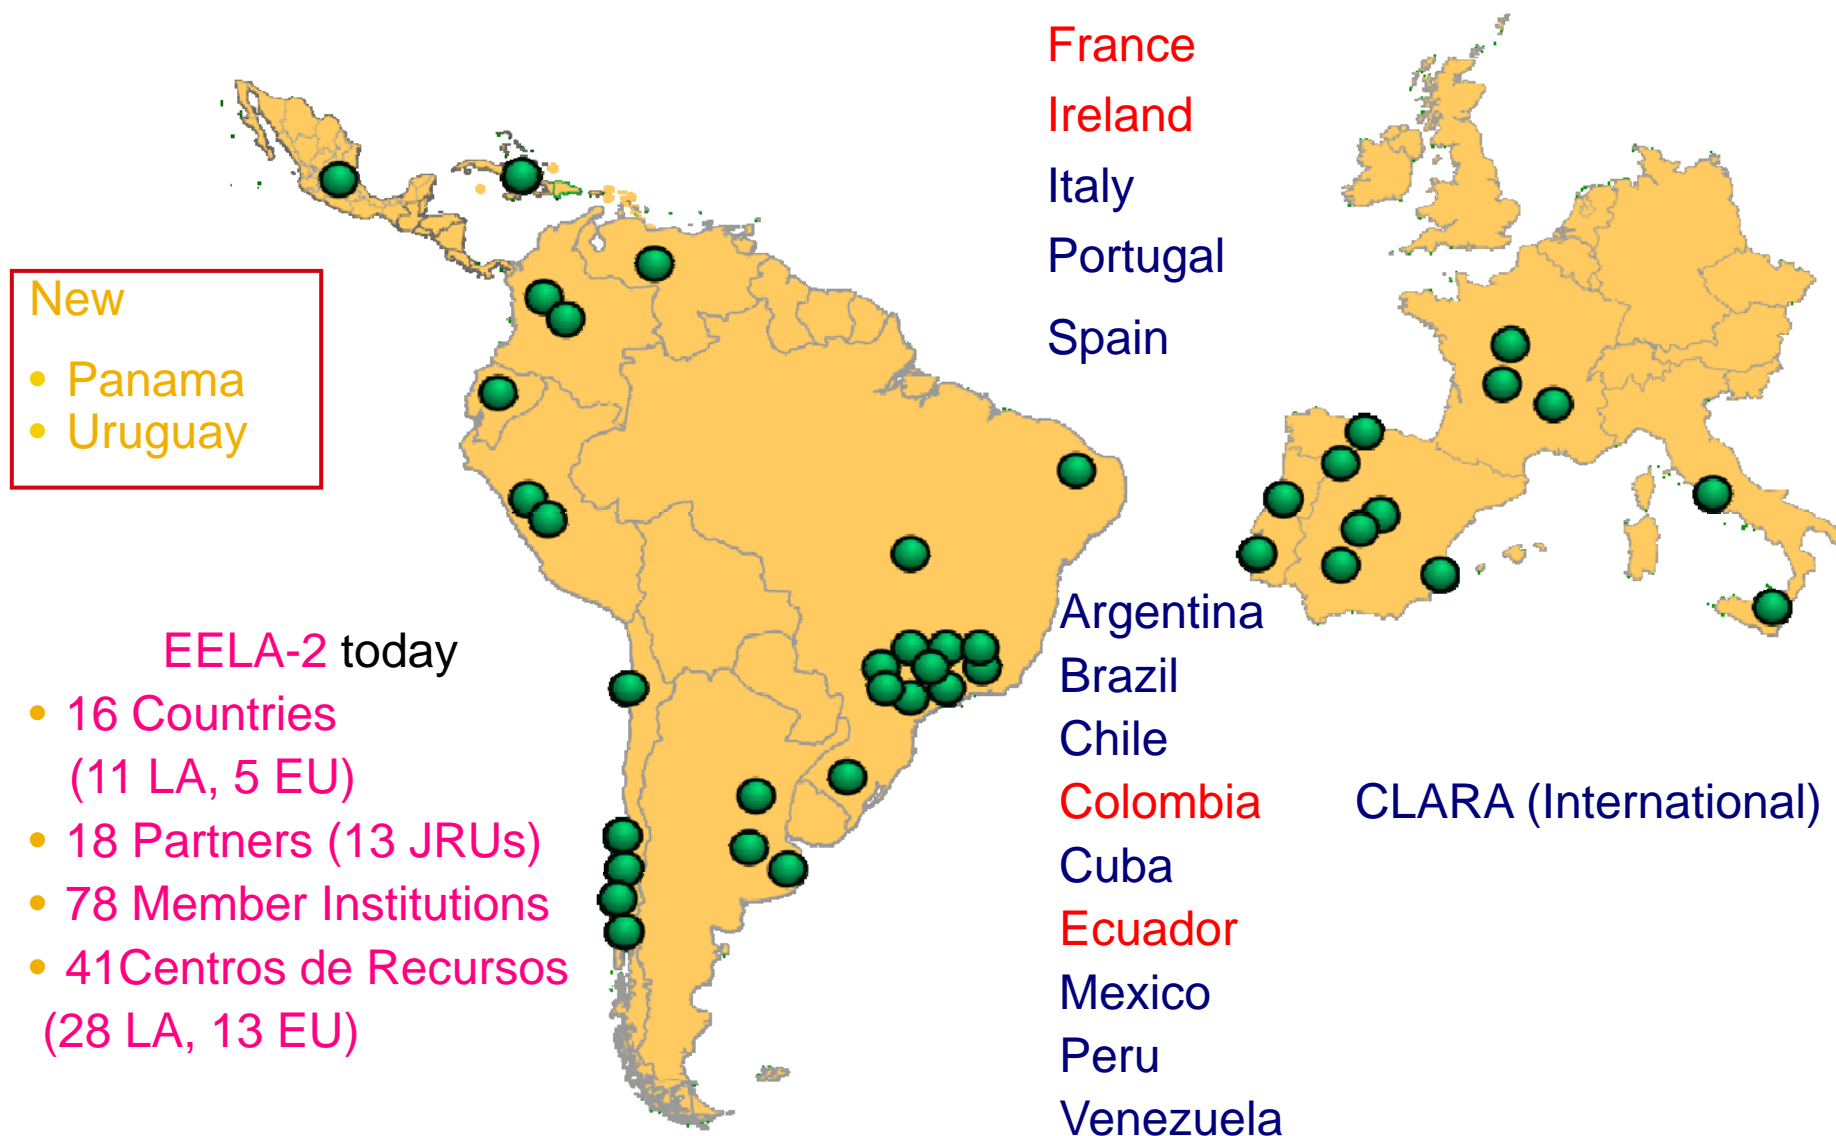 New
• Panama
• Uruguay
EELA-2 today
• 16 Countries
(11 LA, 5 EU)
• 18 Partners (13 JRUs)
• 78 Member Institutions
• 41Centros de Recursos
(28 LA, 13 EU)
France
Ireland
Italy
Portugal
Spain
Argentina
Brazil
Chile
Colombia
Cuba
Ecuador
Mexico
Peru
Venezuela
CLARA (International)